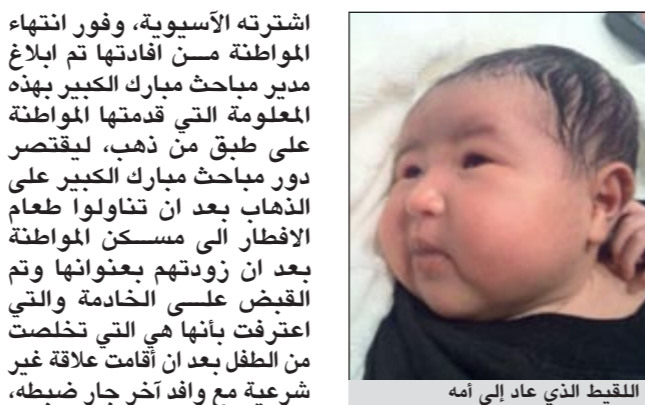 اشترته الآسيوية، وفور انتهاء
المواطنة مـــن افادتها تم ابلاغ
مدير مباحث مبارك الكبير بهذه
المعلومة التي قدمتها المواطنة
على طبق من ذهب، ليقتصر
دور مباحث مبارك الكبير على
الذهاب بعد ان تناولوا طعام
الافطار الى مســـكن المواطنة
بعد ان زودتهم بعنوانها وتم
القبض علـــى الخادمة والتي
اعترفت بأنها هي التي تخلصت
من الطفل بعد ان أقامت علاقة غير
شرعية مع وافد آخر جار ضبطه،
اللقيط الذي عاد إلى أمه